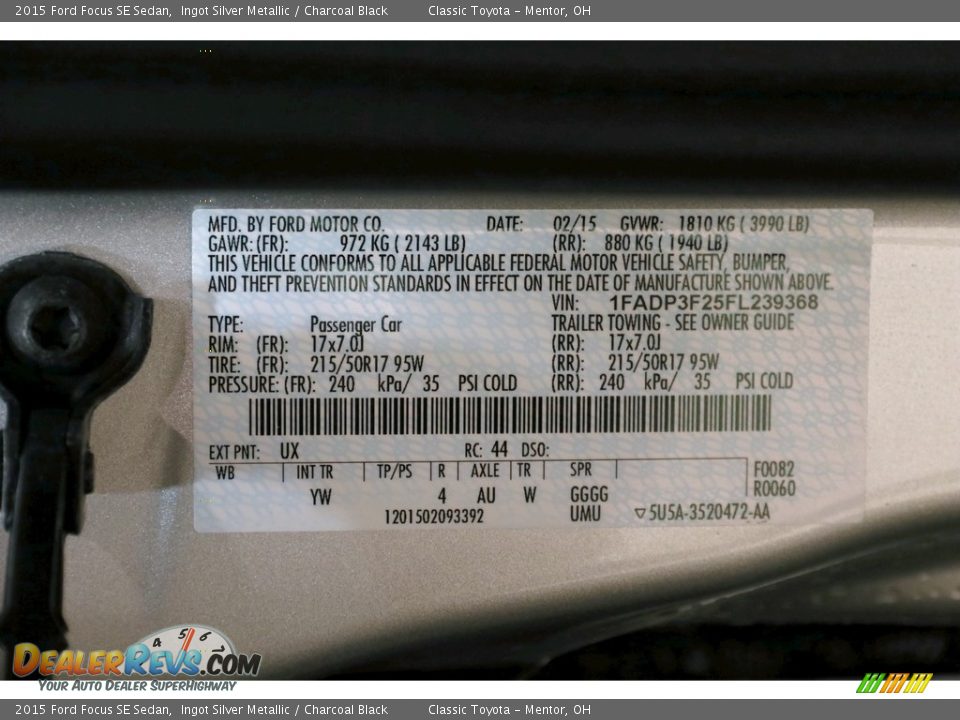 2015 Ford Focus SE Sedan,  Ingot Silver Metallic / Charcoal Black  Classic Toyota - Mentor, OH
MFD. BY FORD MOTOR CO.  DATE:  02/15  GVWR:  1810 KG ( 3990 LB)
GAWR: (FR):  972 KG ( 2143 LB)  (RR):  880 KG ( 1940 LB)
THIS VEHICLE CONFORMS TO ALL APPLICABLE FEDERAL MOTOR VEHICLE SAFETY, BUMPER,
AND THEFT PREVENTION STANDARDS IN EFFECT ON THE DATE OF MANUFACTURE SHOWN ABOVE.
VIN:  1FADP3F25FL239368
TYPE:  Passenger Car  TRAILER TOWING - SEE OWNER GUIDE
RIM:  (FR):  17x7.0J  (RR):  17x7.0J
TIRE:  (FR):  215/50R17 95W  (RR):  215/50R17 95W
PRESSURE: (FR):  240  kPa/  35  PSI COLD  (RR):  240  kPa/  35  PSI COLD
EXT PNT:  UX  RC:  44  DSO:
WB  INT TR  TP/PS  R  AXLE  TR  SPR  F0082
R0060
YW  4  AU  W  GGGG
1201502093392  UMU  ▽5U5A-3520472-AA
4 5 6
DEALERREVS.COM
YOUR AUTO DEALER SUPERHIGHWAY
2015 Ford Focus SE Sedan,  Ingot Silver Metallic / Charcoal Black  Classic Toyota - Mentor, OH